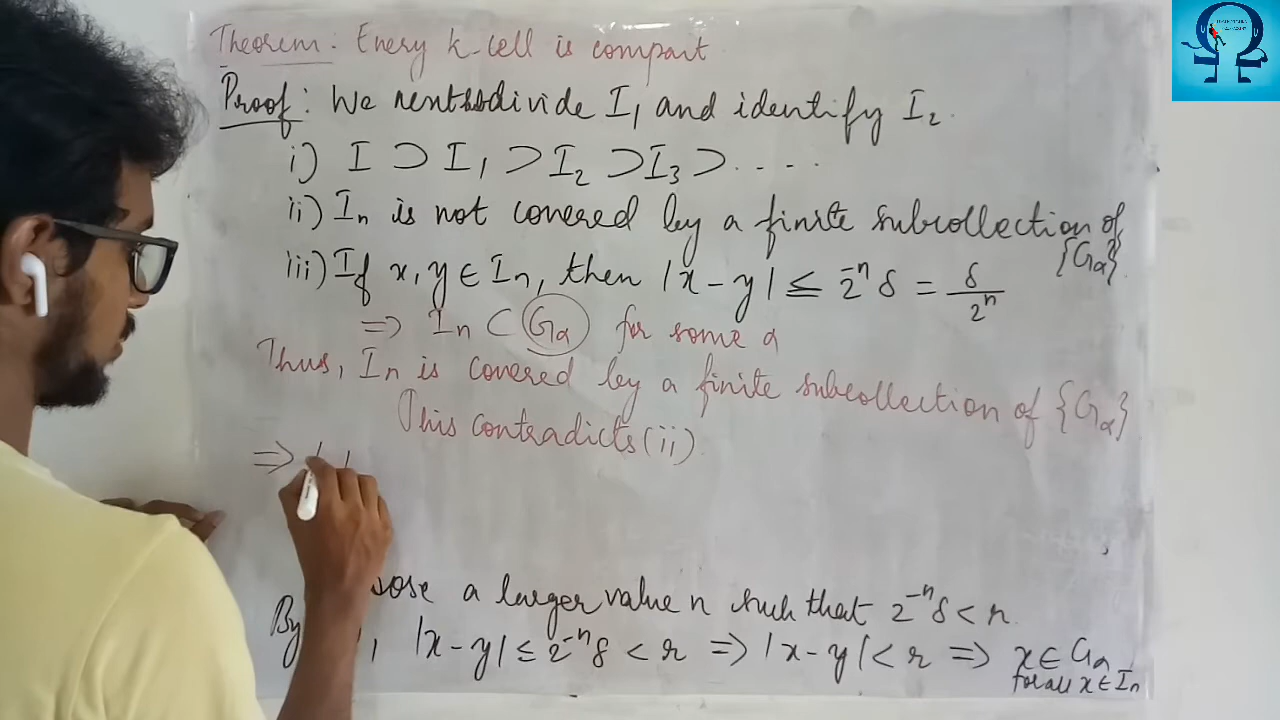 Theorem: Every k-cell is compact
Proof: We next subdivide I₁ and identify I₂.
i) I ⊃ I₁ ⊃ I₂ ⊃ I₃ ⊃ ....
ii) Iₙ is not covered by a finite subcollection of {Gα}.
iii) If x, y ∈ Iₙ, then |x-y| ≤ 2⁻ⁿ δ = δ/2ⁿ
⇒ Iₙ ⊂ Gα for some α
Thus, Iₙ is covered by a finite subcollection of {Gα}
This contradicts (ii)
⇒
a larger value n such that 2⁻ⁿδ < r.
By |x-y| ≤ 2⁻ⁿδ < r ⇒ |x-y| < r ⇒ x ∈ Gα
for all x ∈ Iₙ